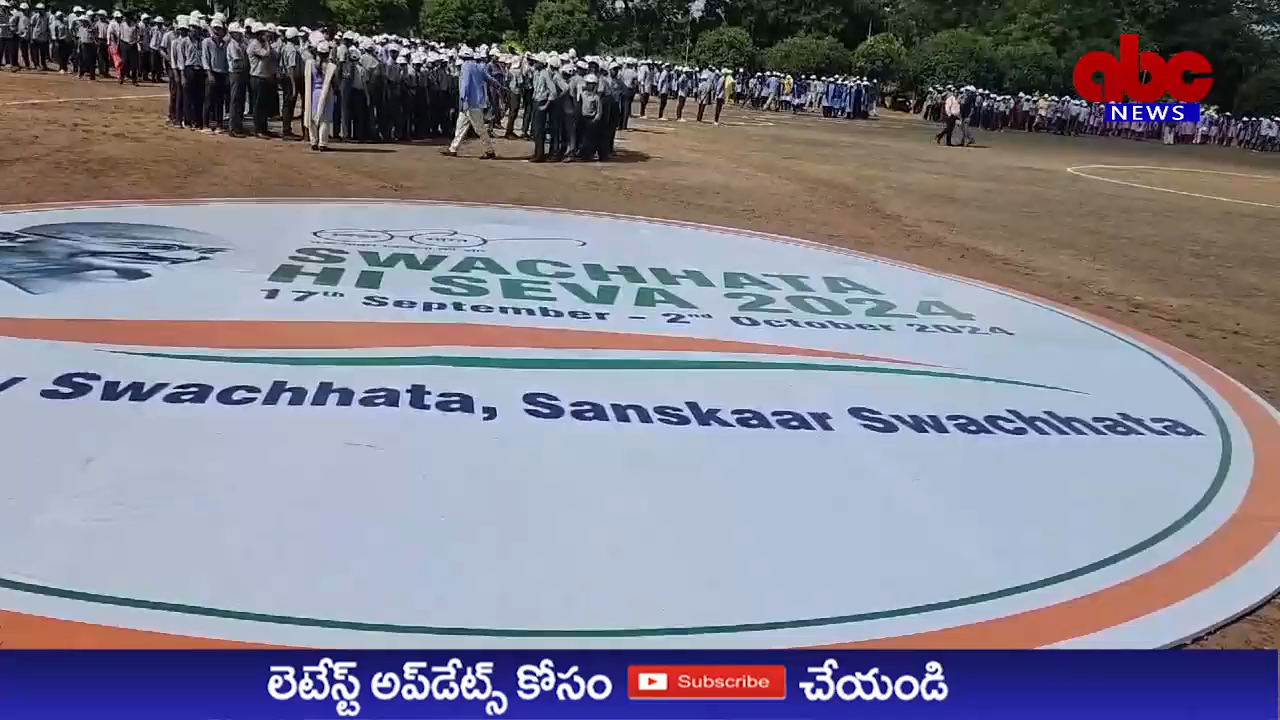 abc
NEWS
SWACHHATA
HI SEVA 2024
17th September - 2nd October 2024
Swachhata, Sanskaar Swachhata
లెటేస్ట్ అప్‌డేట్స్ కోసం Subscribe చేయండి